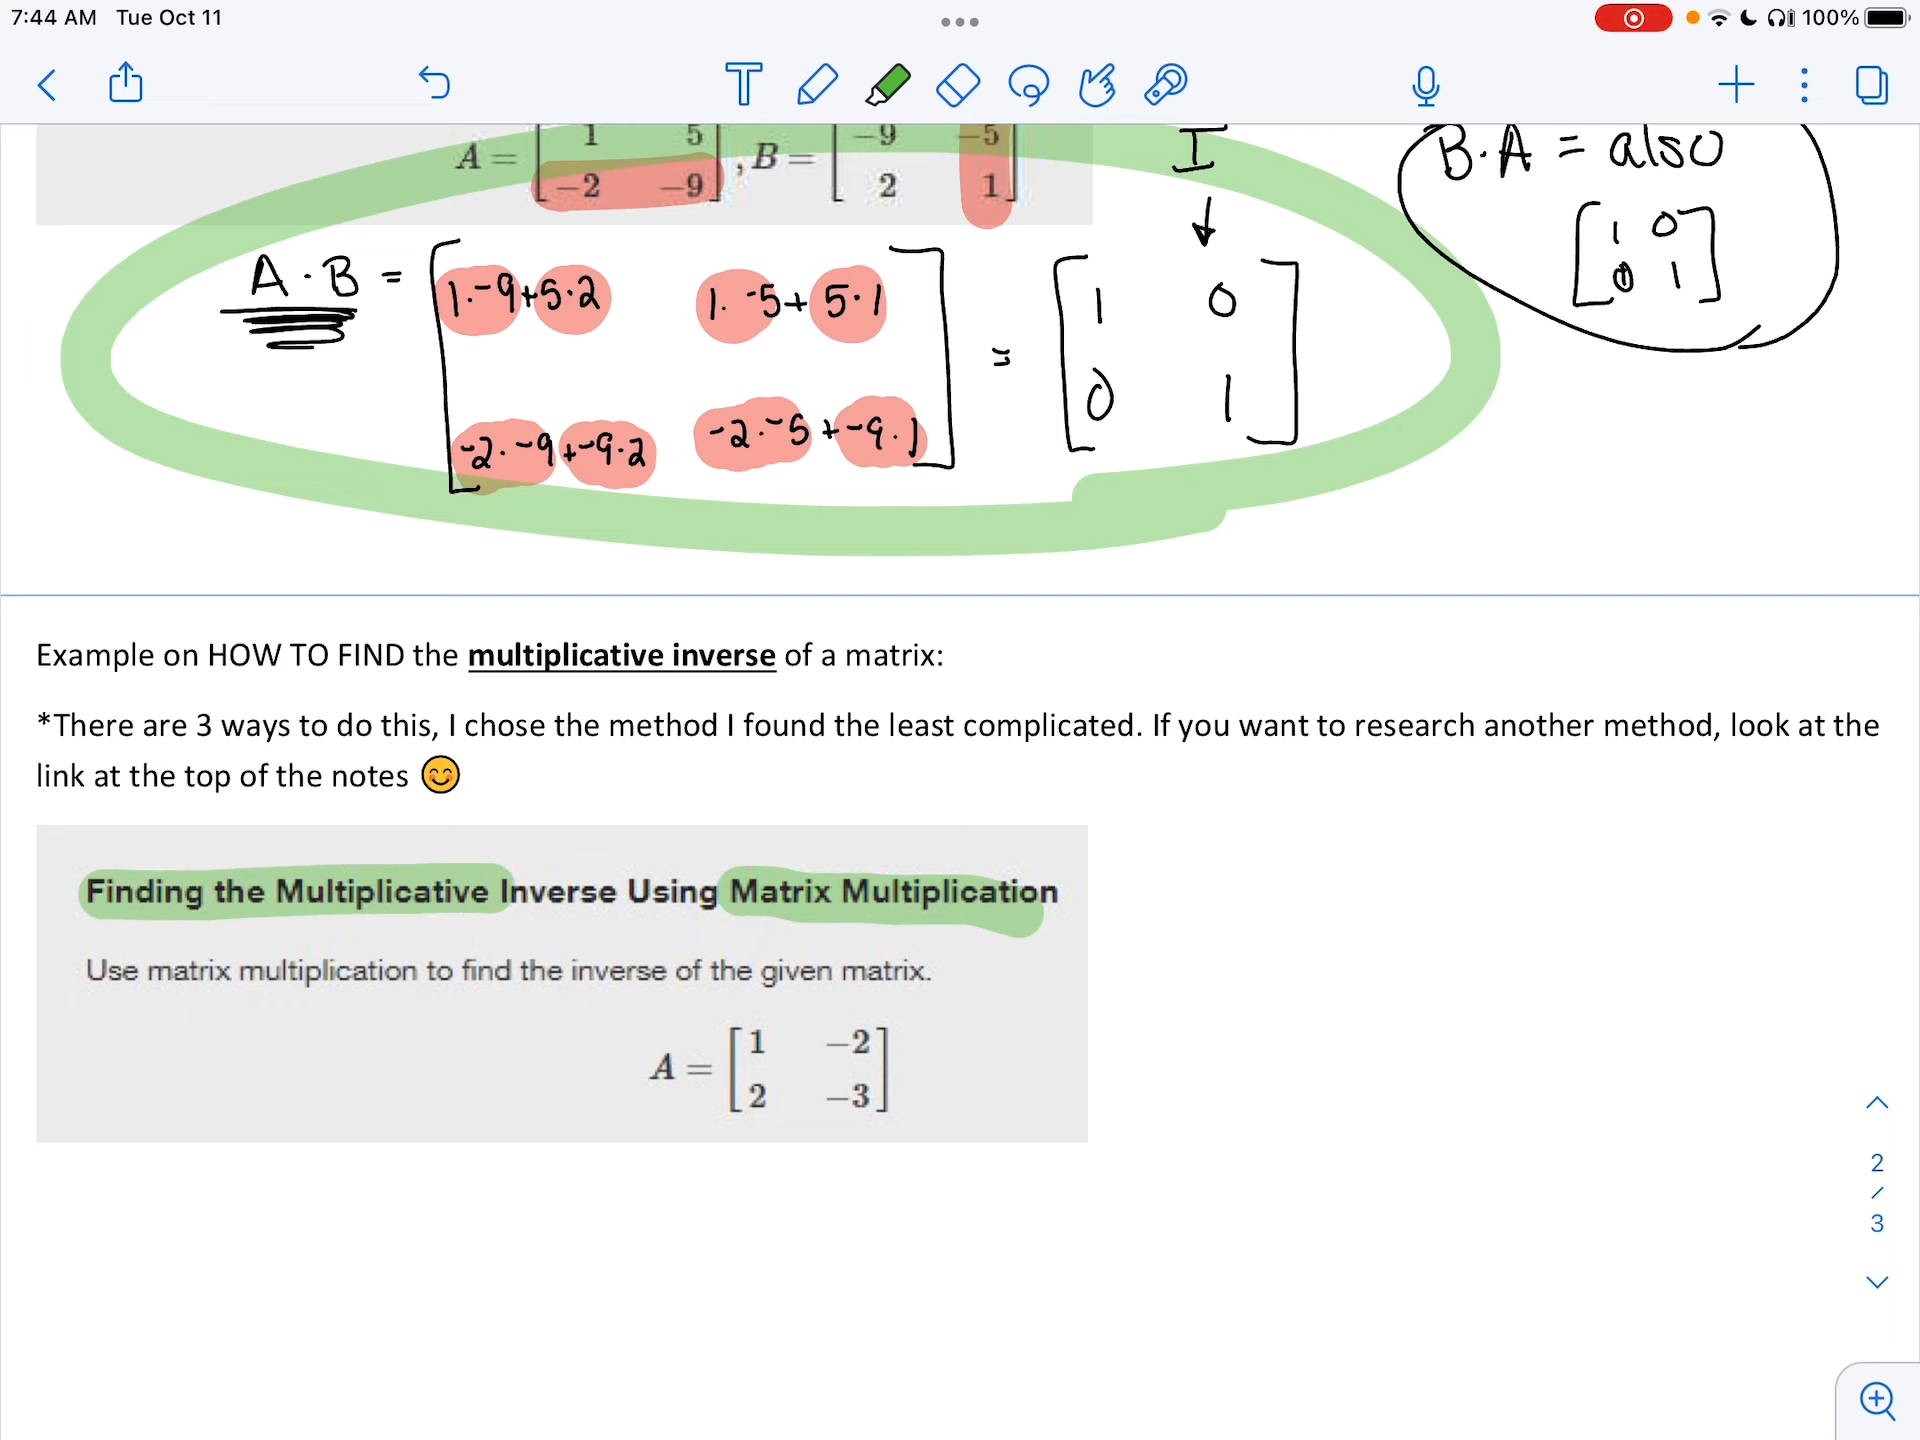 7:44 AM Tue Oct 11 100%
A = [ 1 5 ] , B = [ −9 −5 ]
−2 −9 2 1
I
B·A = also
1 0
0 1
A·B = [ 1·-9+5·2 1·-5+5·1 ] = [ 1 0 ]
-2·-9+-9·2 -2·-5+-9·1 0 1
Example on HOW TO FIND the multiplicative inverse of a matrix:
*There are 3 ways to do this, I chose the method I found the least complicated. If you want to research another method, look at the
link at the top of the notes 😊
Finding the Multiplicative Inverse Using Matrix Multiplication
Use matrix multiplication to find the inverse of the given matrix.
A = [ 1 −2 ]
2 −3
2
/
3